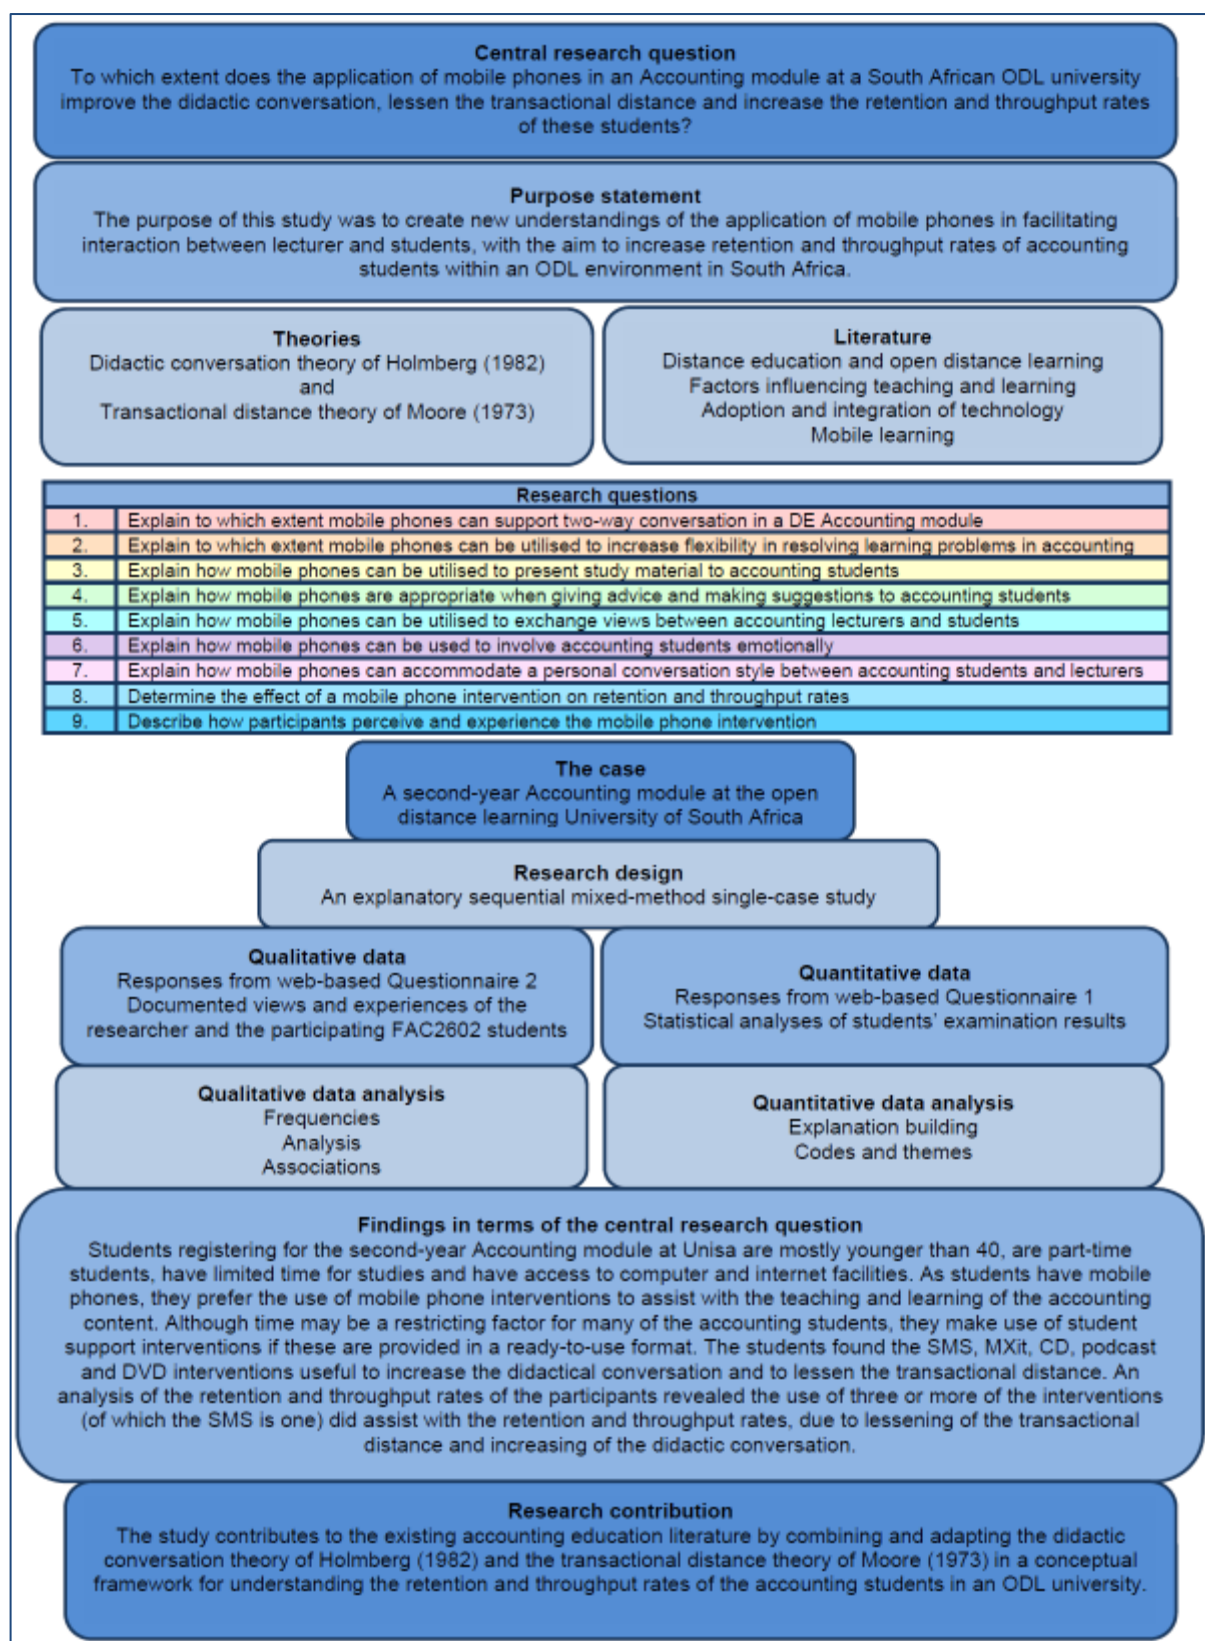 Central research question
To which extent does the application of mobile phones in an Accounting module at a South African ODL university
improve the didactic conversation, lessen the transactional distance and increase the retention and throughput rates
of these students?
Purpose statement
The purpose of this study was to create new understandings of the application of mobile phones in facilitating
interaction between lecturer and students, with the aim to increase retention and throughput rates of accounting
students within an ODL environment in South Africa.
Theories
Didactic conversation theory of Holmberg (1982)
and
Transactional distance theory of Moore (1973)
Literature
Distance education and open distance learning
Factors influencing teaching and learning
Adoption and integration of technology
Mobile learning
Research questions
1. Explain to which extent mobile phones can support two-way conversation in a DE Accounting module
2. Explain to which extent mobile phones can be utilised to increase flexibility in resolving learning problems in accounting
3. Explain how mobile phones can be utilised to present study material to accounting students
4. Explain how mobile phones are appropriate when giving advice and making suggestions to accounting students
5. Explain how mobile phones can be utilised to exchange views between accounting lecturers and students
6. Explain how mobile phones can be used to involve accounting students emotionally
7. Explain how mobile phones can accommodate a personal conversation style between accounting students and lecturers
8. Determine the effect of a mobile phone intervention on retention and throughput rates
9. Describe how participants perceive and experience the mobile phone intervention
The case
A second-year Accounting module at the open
distance learning University of South Africa
Research design
An explanatory sequential mixed-method single-case study
Qualitative data
Responses from web-based Questionnaire 2
Documented views and experiences of the
researcher and the participating FAC2602 students
Quantitative data
Responses from web-based Questionnaire 1
Statistical analyses of students' examination results
Qualitative data analysis
Frequencies
Analysis
Associations
Quantitative data analysis
Explanation building
Codes and themes
Findings in terms of the central research question
Students registering for the second-year Accounting module at Unisa are mostly younger than 40, are part-time
students, have limited time for studies and have access to computer and internet facilities. As students have mobile
phones, they prefer the use of mobile phone interventions to assist with the teaching and learning of the accounting
content. Although time may be a restricting factor for many of the accounting students, they make use of student
support interventions if these are provided in a ready-to-use format. The students found the SMS, MXit, CD, podcast
and DVD interventions useful to increase the didactical conversation and to lessen the transactional distance. An
analysis of the retention and throughput rates of the participants revealed the use of three or more of the interventions
(of which the SMS is one) did assist with the retention and throughput rates, due to lessening of the transactional
distance and increasing of the didactic conversation.
Research contribution
The study contributes to the existing accounting education literature by combining and adapting the didactic
conversation theory of Holmberg (1982) and the transactional distance theory of Moore (1973) in a conceptual
framework for understanding the retention and throughput rates of the accounting students in an ODL university.